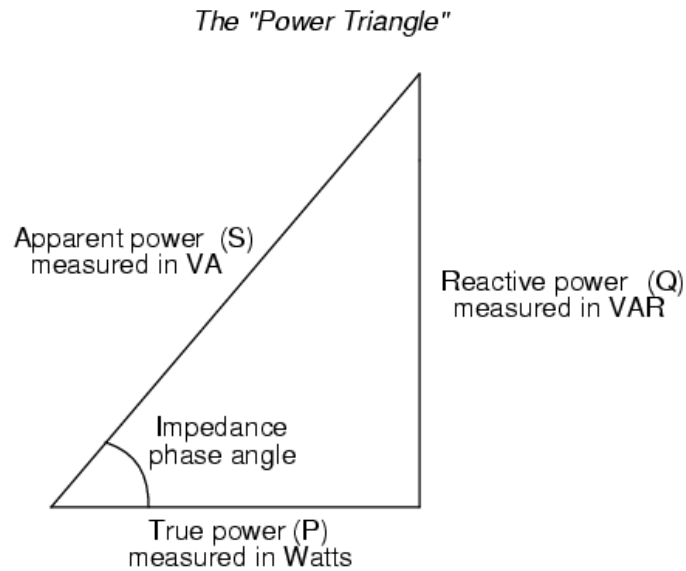 The "Power Triangle"
Apparent power (S)
measured in VA
Reactive power (Q)
measured in VAR
Impedance
phase angle
True power (P)
measured in Watts